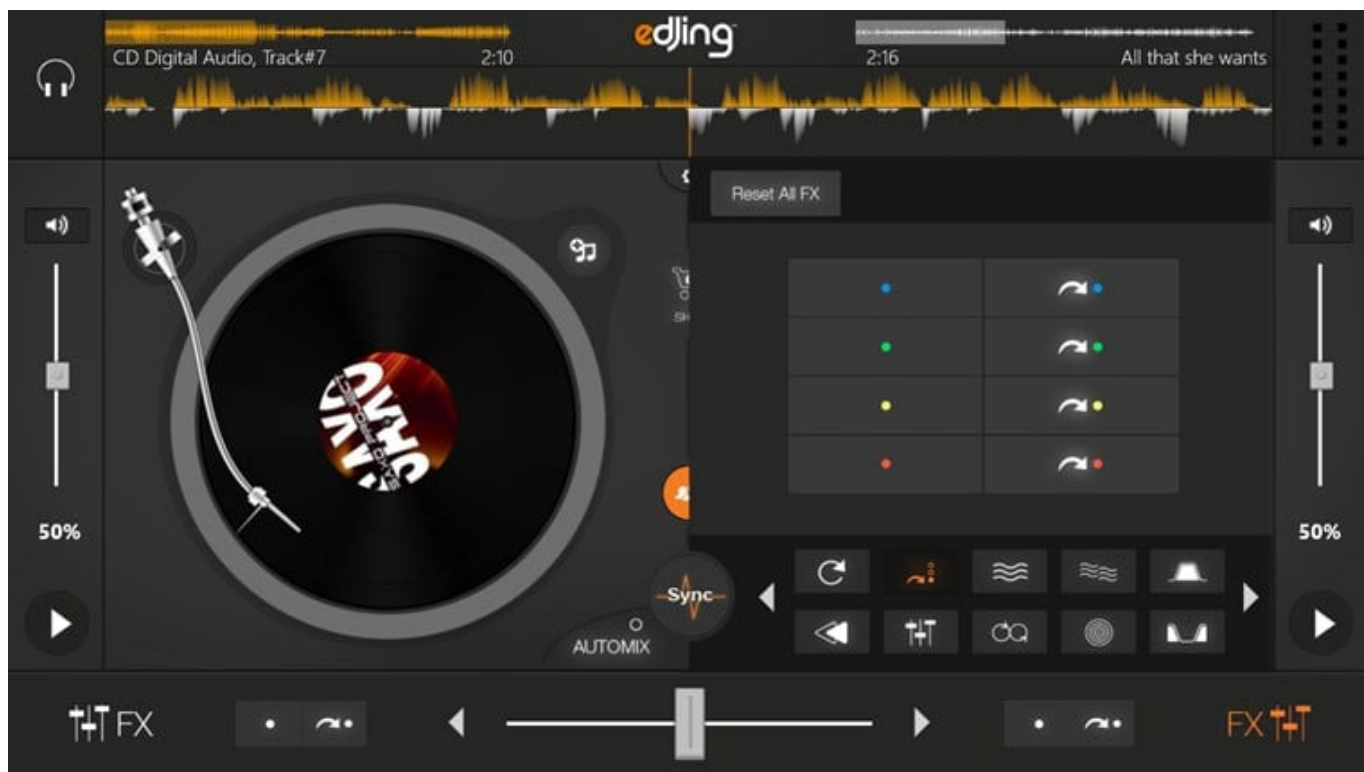 edjing
CD Digital Audio, Track#7
2:10
2:16
All that she wants
Reset All FX
50%
50%
Sync
AUTOMIX
FX
FX